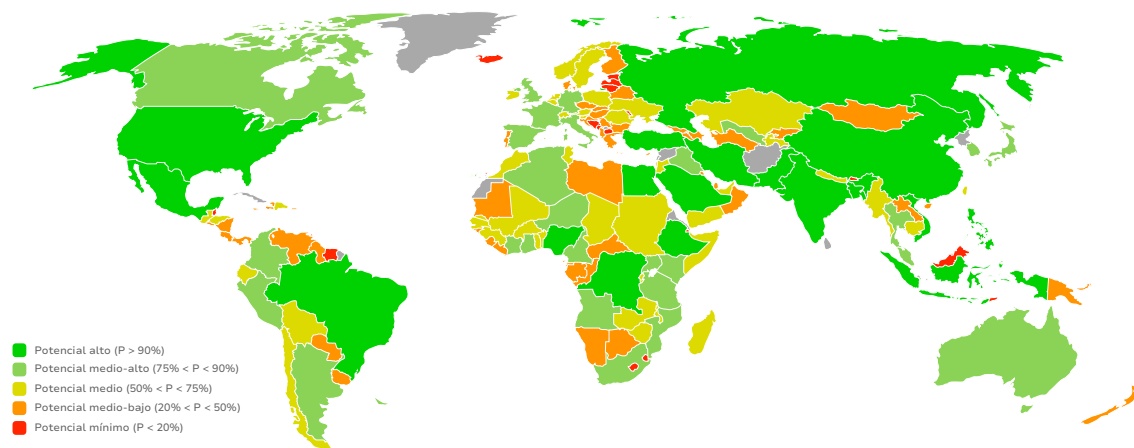 Potencial alto (P > 90%)
Potencial medio-alto (75% < P < 90%)
Potencial medio (50% < P < 75%)
Potencial medio-bajo (20% < P < 50%)
Potencial mínimo (P < 20%)